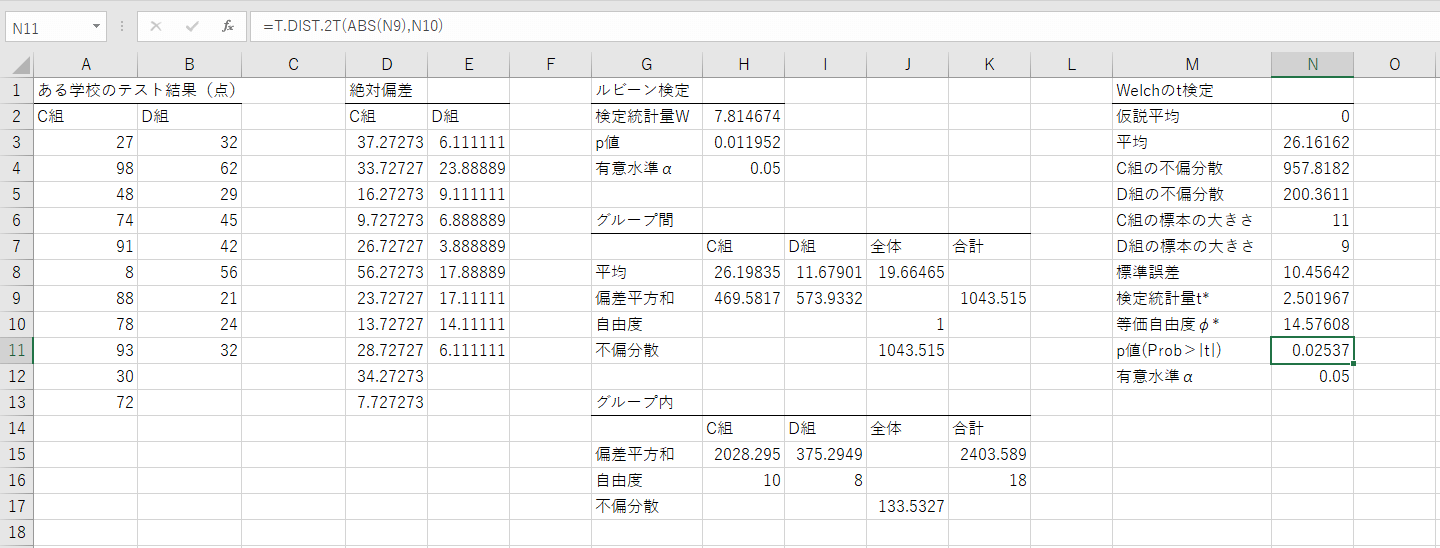 N11 fx =T.DIST.2T(ABS(N9),N10)
A B C D E F G H I J K L M N O
1 ある学校のテスト結果（点） 絶対偏差 ルビーン検定 Welchのt検定
2 C組 D組 C組 D組 検定統計量W 7.814674 仮説平均 0
3 27 32 37.27273 6.111111 p値 0.011952 平均 26.16162
4 98 62 33.72727 23.88889 有意水準α 0.05 C組の不偏分散 957.8182
5 48 29 16.27273 9.111111 D組の不偏分散 200.3611
6 74 45 9.727273 6.888889 グループ間 C組の標本の大きさ 11
7 91 42 26.72727 3.888889 C組 D組 全体 合計 D組の標本の大きさ 9
8 8 56 56.27273 17.88889 平均 26.19835 11.67901 19.66465 標準誤差 10.45642
9 88 21 23.72727 17.11111 偏差平方和 469.5817 573.9332 1043.515 検定統計量t* 2.501967
10 78 24 13.72727 14.11111 自由度 1 等価自由度φ* 14.57608
11 93 32 28.72727 6.111111 不偏分散 1043.515 p値(Prob＞|t|) 0.02537
12 30 34.27273 有意水準α 0.05
13 72 7.727273 グループ内
14 C組 D組 全体 合計
15 偏差平方和 2028.295 375.2949 2403.589
16 自由度 10 8 18
17 不偏分散 133.5327
18